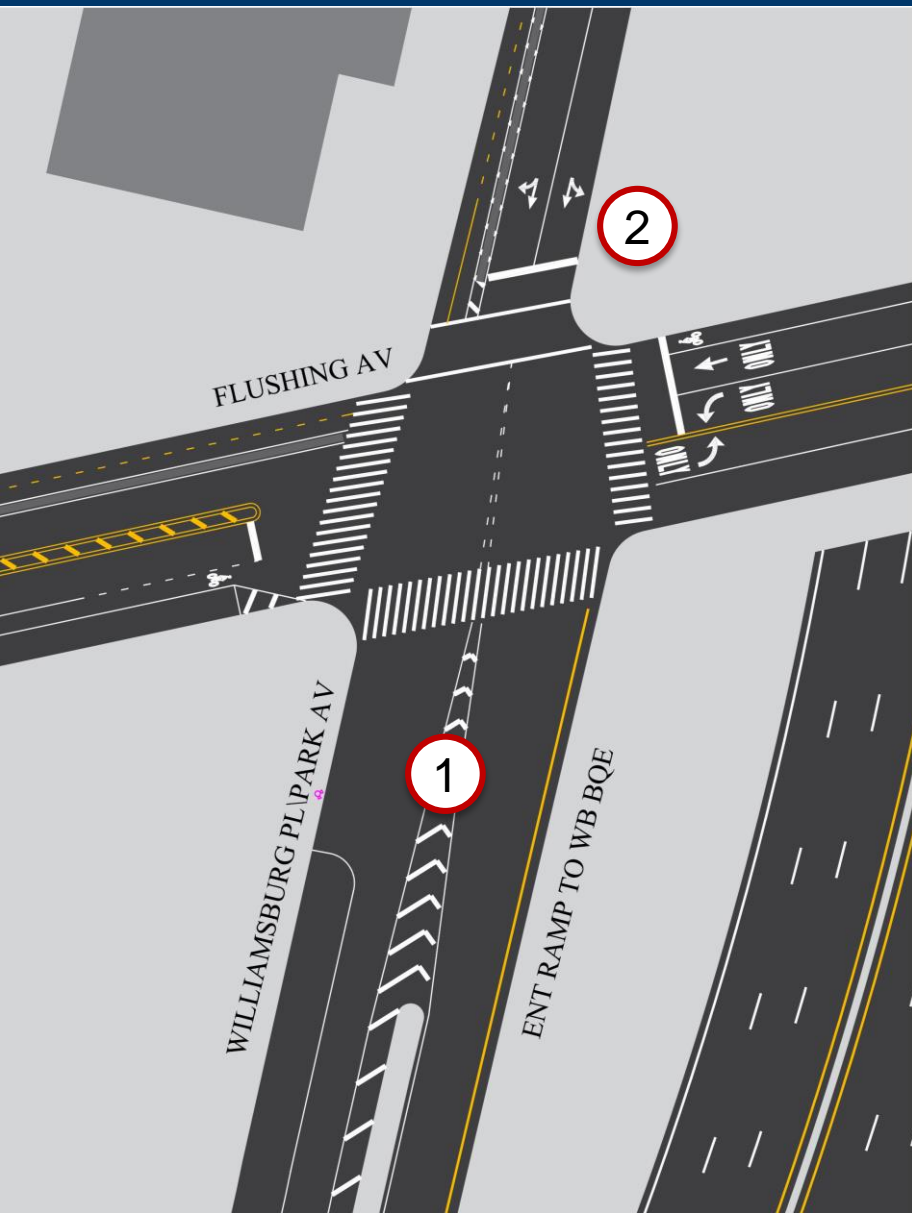 2
FLUSHING AV
ONLY
ONLY
ONLY
1
WILLIAMSBURG PL\PARK AV
ENT RAMP TO WB BQE